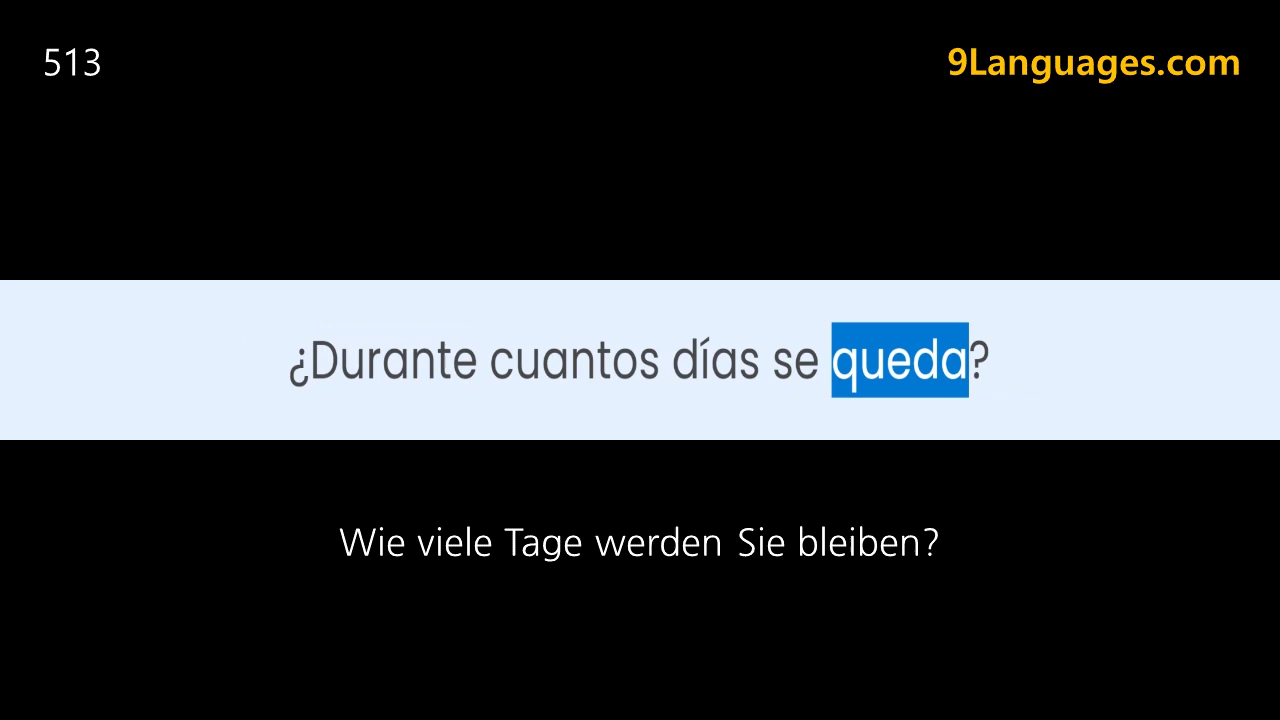 513
9Languages.com
¿Durante cuantos días se queda?
Wie viele Tage werden Sie bleiben?